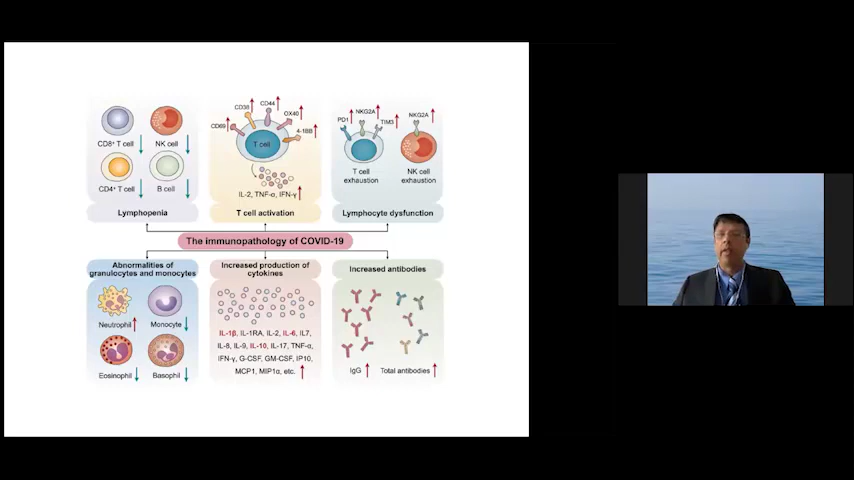 CD8⁺ T cell
NK cell
CD4⁺ T cell
B cell
Lymphopenia
CD69
CD38
CD44
OX40
4-1BB
T cell
IL-2, TNF-α, IFN-γ
T cell activation
PD1
NKG2A
TIM3
NKG2A
T cell
exhaustion
NK cell
exhaustion
Lymphocyte dysfunction
The immunopathology of COVID-19
Abnormalities of
granulocytes and monocytes
Neutrophil
Monocyte
Eosinophil
Basophil
Increased production of
cytokines
IL-1β, IL-1RA, IL-2, IL-6, IL7,
IL-8, IL-9, IL-10, IL-17, TNF-α,
IFN-γ, G-CSF, GM-CSF, IP10,
MCP1, MIP1α, etc.
Increased antibodies
IgG
Total antibodies